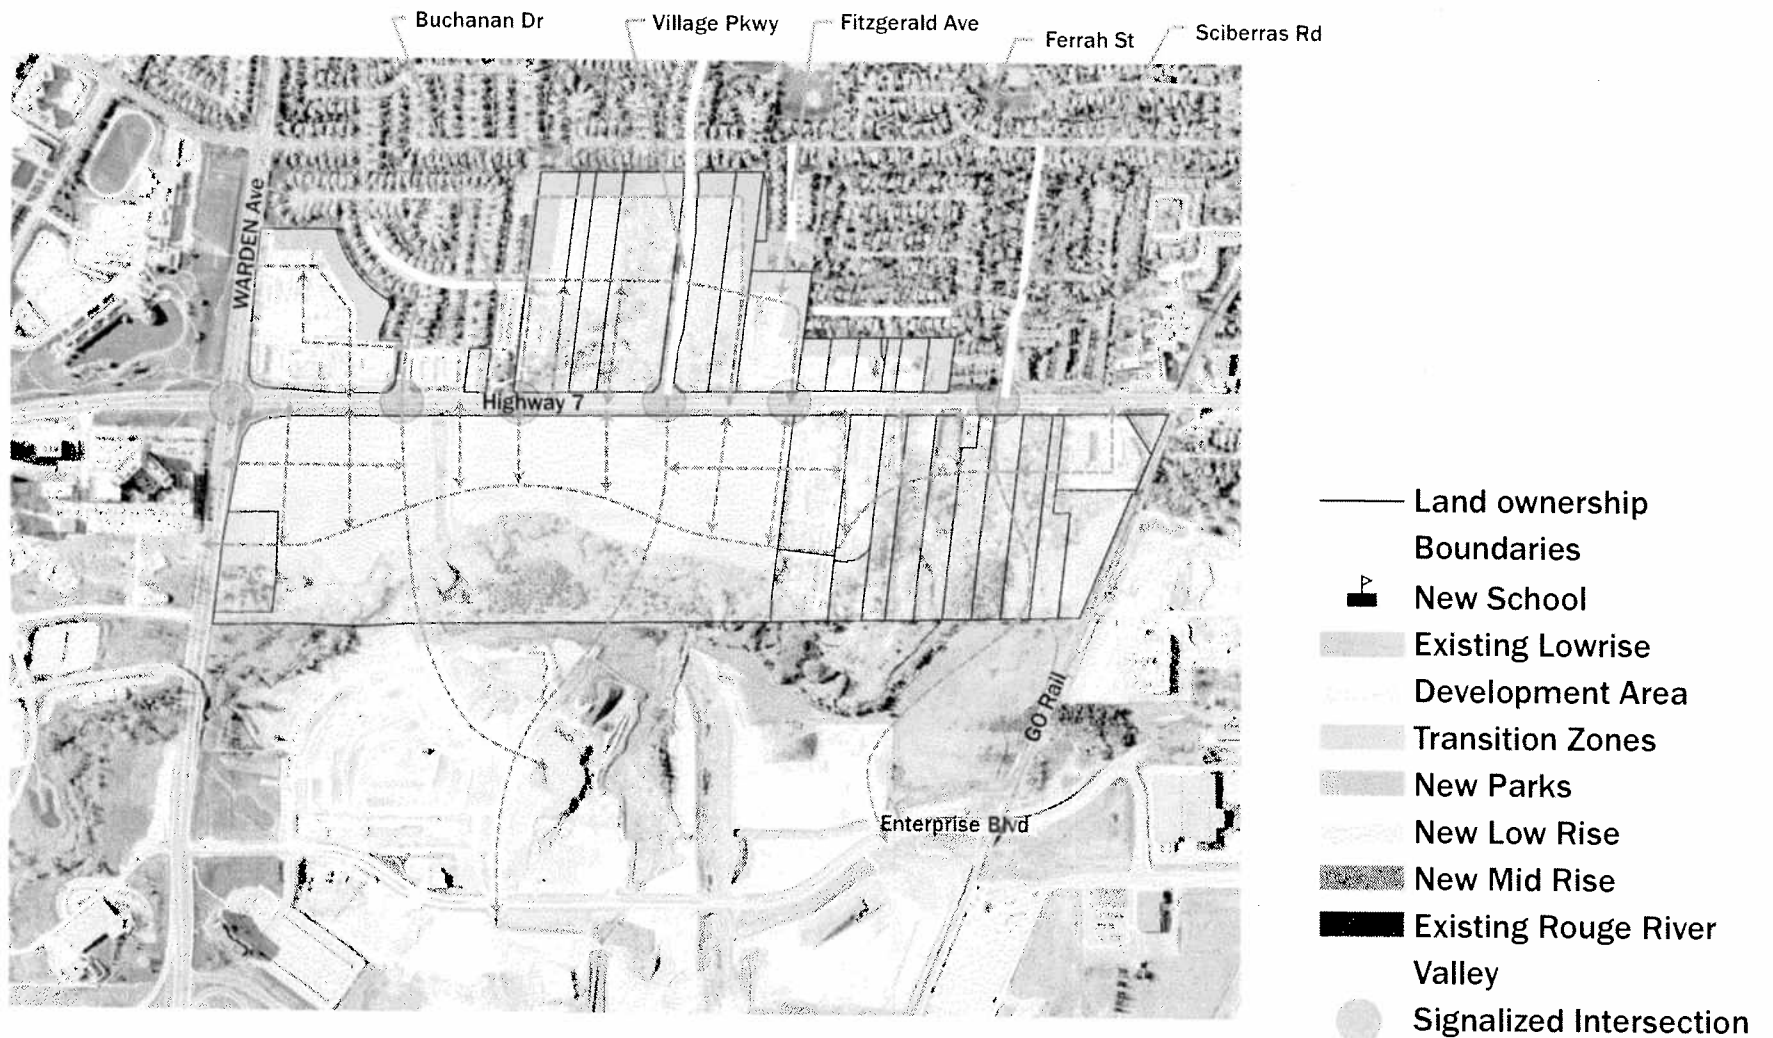 Buchanan Dr
Village Pkwy
Fitzgerald Ave
Ferrah St
Sciberras Rd
WARDEN Ave
Highway 7
GO Rail
Enterprise Blvd
Land ownership
Boundaries
New School
Existing Lowrise
Development Area
Transition Zones
New Parks
New Low Rise
New Mid Rise
Existing Rouge River
Valley
Signalized Intersection